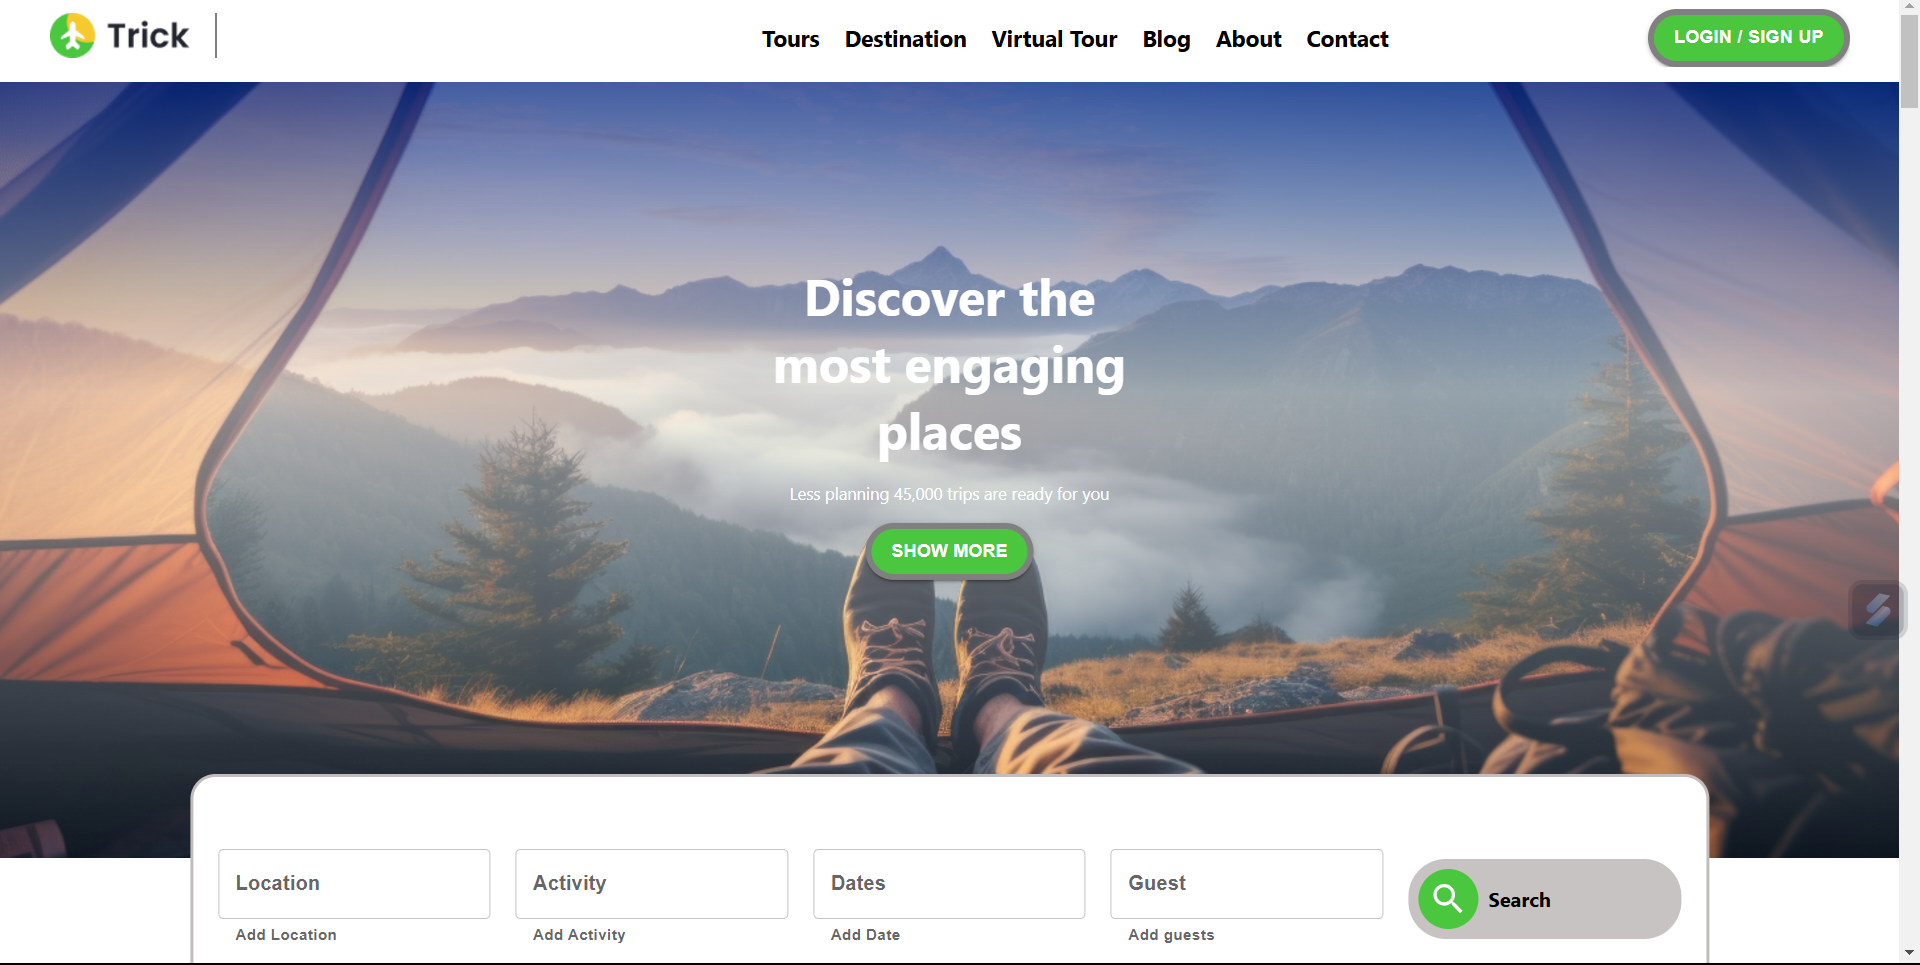 Trick
Tours Destination Virtual Tour Blog About Contact
LOGIN / SIGN UP
Discover the
most engaging
places
Less planning 45,000 trips are ready for you
SHOW MORE
Location
Add Location
Activity
Add Activity
Dates
Add Date
Guest
Add guests
Search